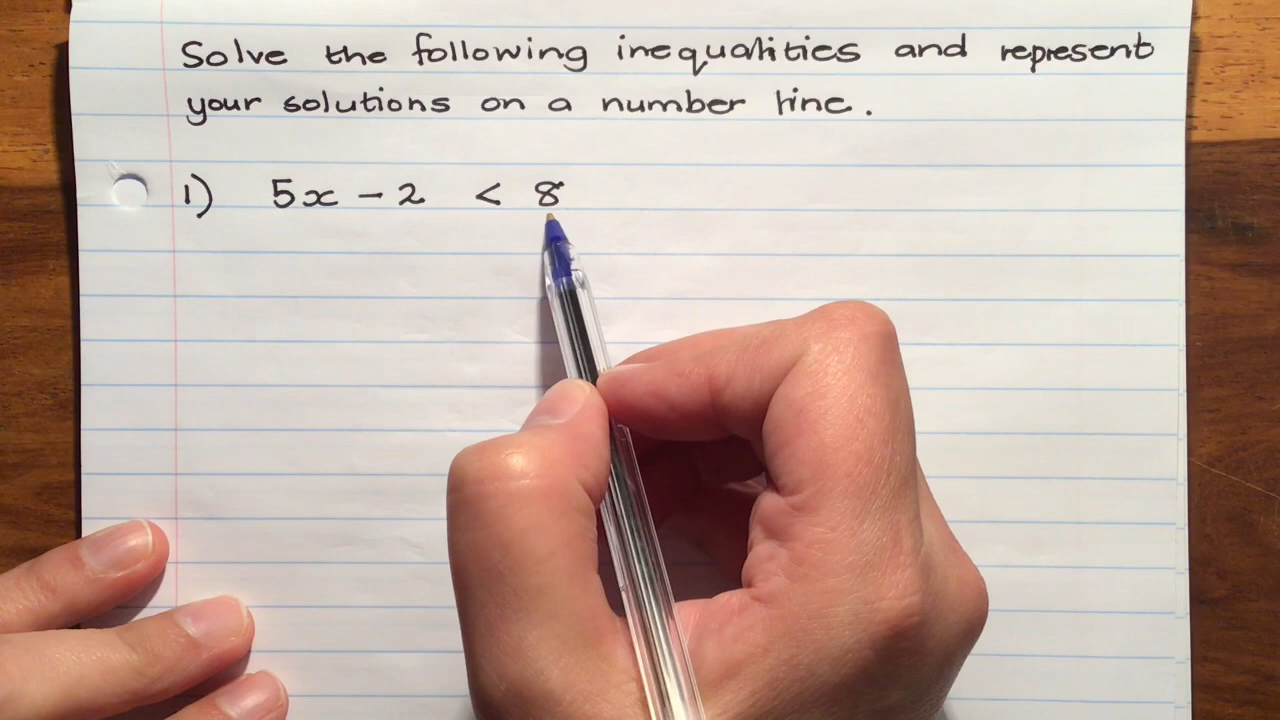 Solve the following inequalities and represent
your solutions on a number line.
1) 5x - 2 < 8